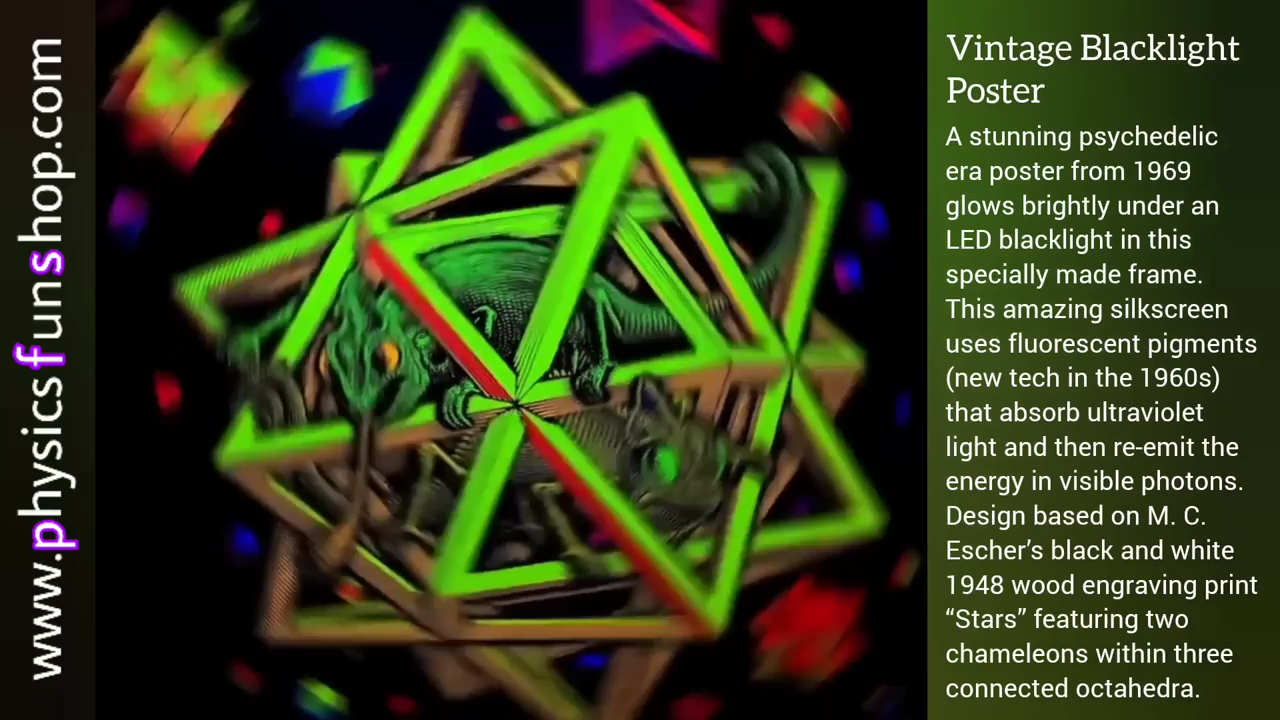 www.physicsfunshop.com
Vintage Blacklight
Poster
A stunning psychedelic
era poster from 1969
glows brightly under an
LED blacklight in this
specially made frame.
This amazing silkscreen
uses fluorescent pigments
(new tech in the 1960s)
that absorb ultraviolet
light and then re-emit the
energy in visible photons.
Design based on M. C.
Escher’s black and white
1948 wood engraving print
“Stars” featuring two
chameleons within three
connected octahedra.